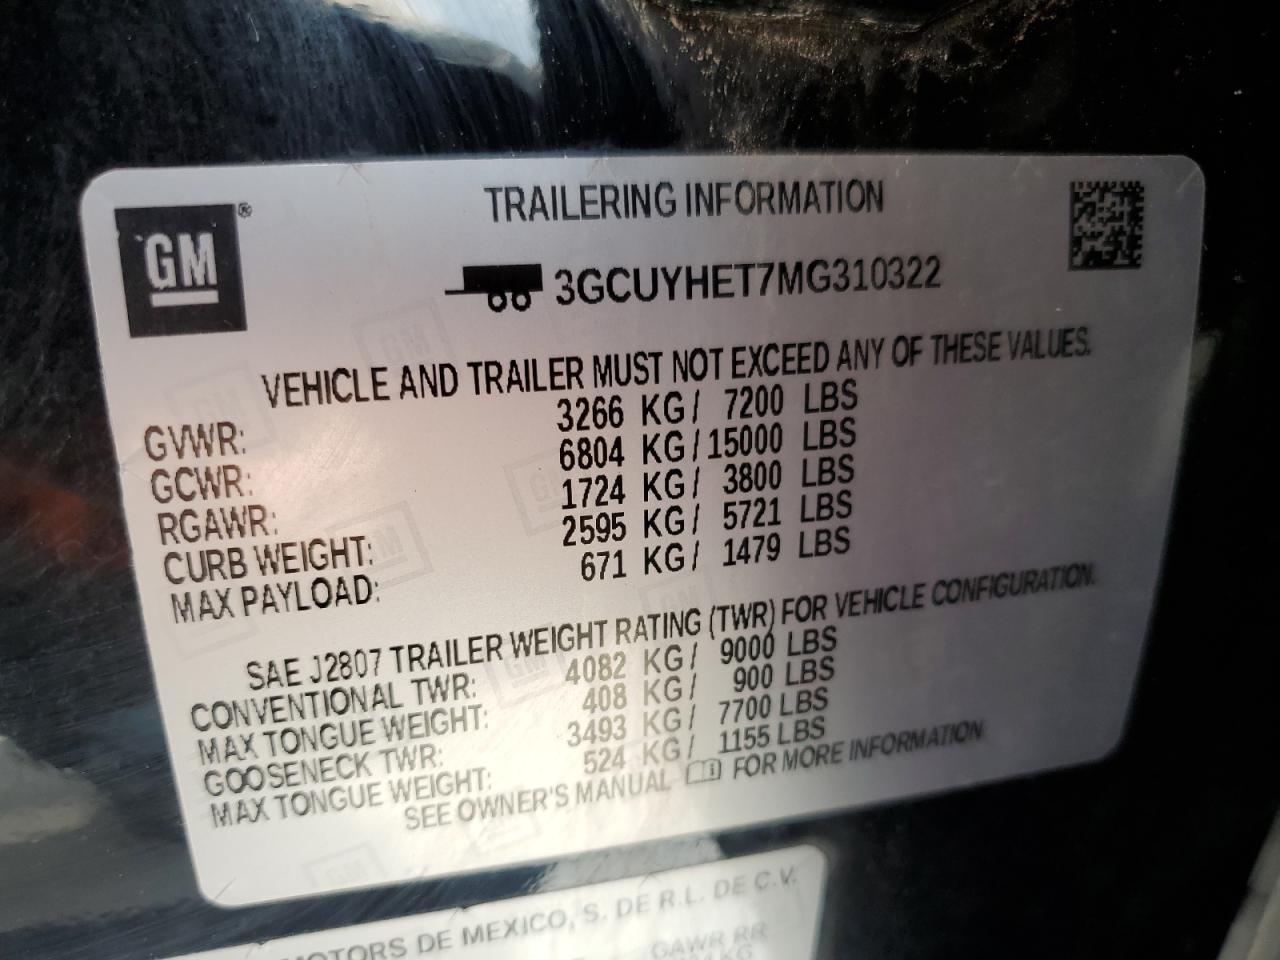 GM®
TRAILERING INFORMATION
3GCUYHET7MG310322
VEHICLE AND TRAILER MUST NOT EXCEED ANY OF THESE VALUES.
GVWR: 3266 KG/ 7200 LBS
GCWR: 6804 KG/15000 LBS
RGAWR: 1724 KG/ 3800 LBS
CURB WEIGHT: 2595 KG/ 5721 LBS
MAX PAYLOAD: 671 KG/ 1479 LBS
SAE J2807 TRAILER WEIGHT RATING (TWR) FOR VEHICLE CONFIGURATION.
CONVENTIONAL TWR: 4082 KG/ 9000 LBS
MAX TONGUE WEIGHT: 408 KG/ 900 LBS
GOOSENECK TWR: 3493 KG/ 7700 LBS
MAX TONGUE WEIGHT: 524 KG/ 1155 LBS
SEE OWNER'S MANUAL FOR MORE INFORMATION
MOTORS DE MEXICO, S. DE R.L. DE C.V.
GAWR RR
KG